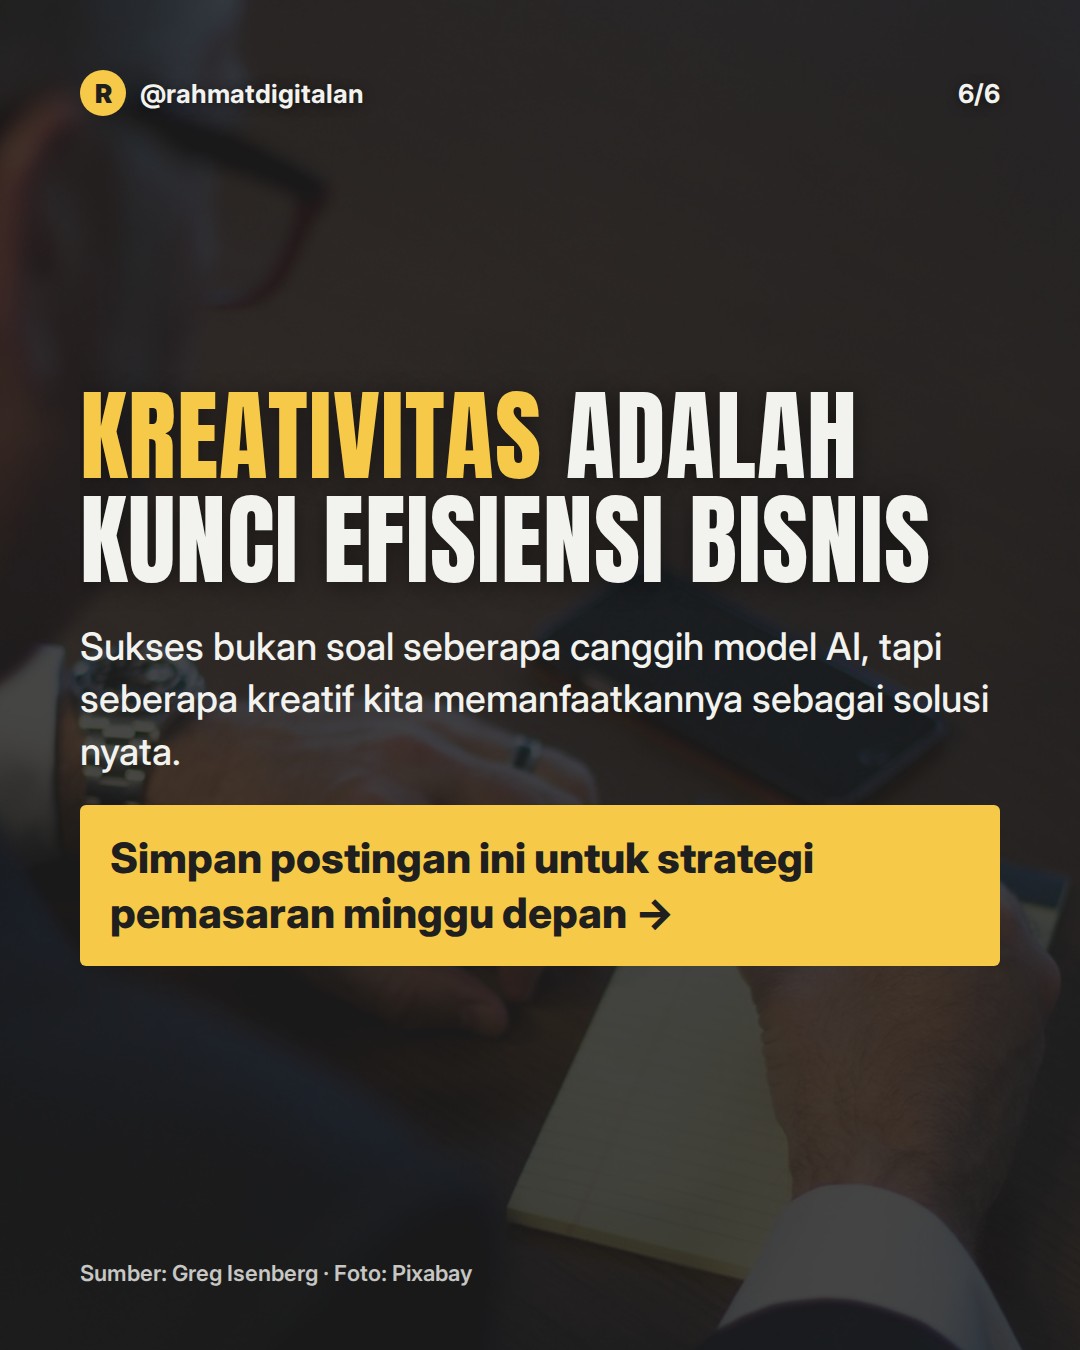 R @rahmatdigitalan 6/6
KREATIVITAS ADALAH
KUNCI EFISIENSI BISNIS
Sukses bukan soal seberapa canggih model AI, tapi
seberapa kreatif kita memanfaatkannya sebagai solusi
nyata.
Simpan postingan ini untuk strategi
pemasaran minggu depan →
Sumber: Greg Isenberg · Foto: Pixabay